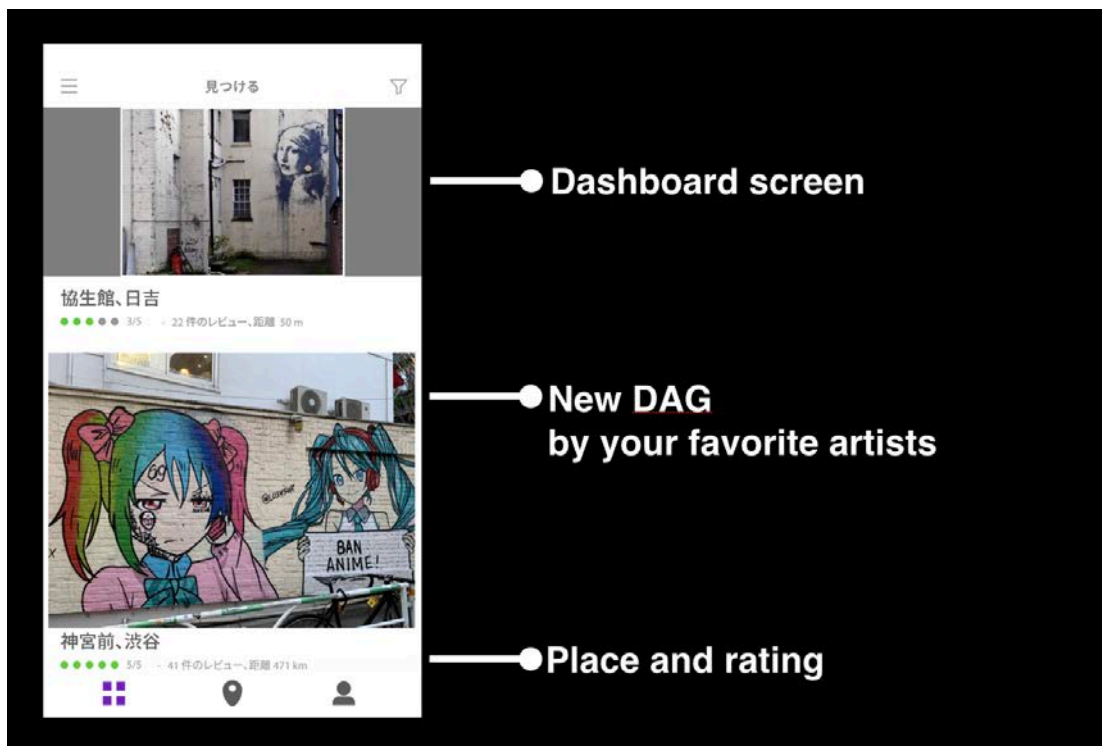 見つける
協生館、日吉
3/5 - 22 件のレビュー、距離 50 m
69
@LUSHSUX
BAN
ANIME!
神宮前、渋谷
5/5 - 41 件のレビュー、距離 471 km
Dashboard screen
New DAG
by your favorite artists
Place and rating